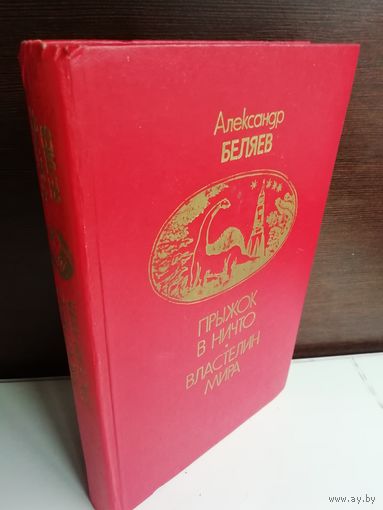 Александр
БЕЛЯЕВ
ПРЫЖОК
В НИЧТО
•
ВЛАСТЕЛИН
МИРА
www.ay.by